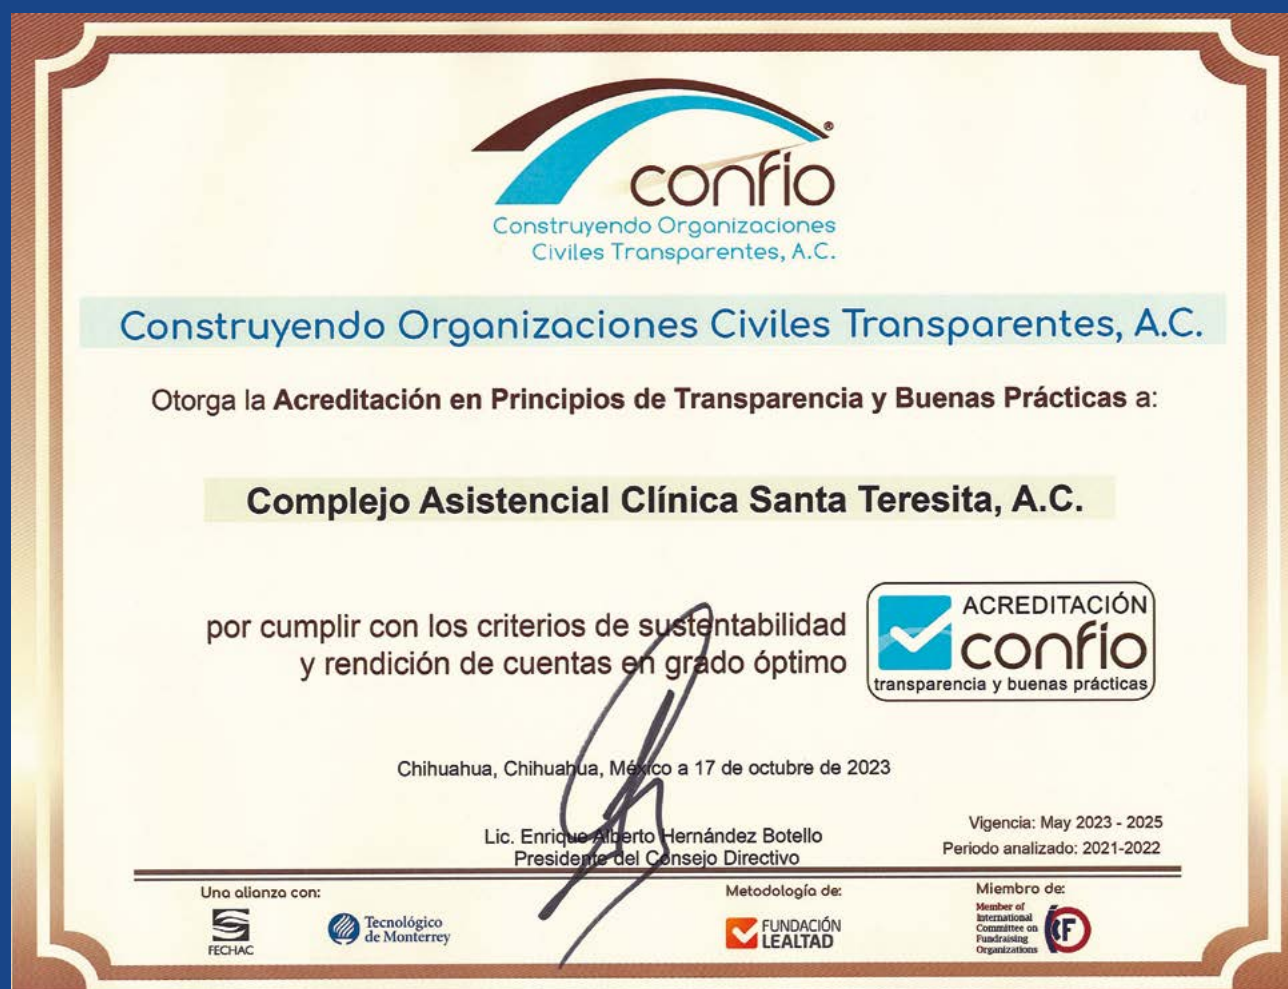 confío®
Construyendo Organizaciones
Civiles Transparentes, A.C.
Construyendo Organizaciones Civiles Transparentes, A.C.
Otorga la Acreditación en Principios de Transparencia y Buenas Prácticas a:
Complejo Asistencial Clínica Santa Teresita, A.C.
por cumplir con los criterios de sustentabilidad
y rendición de cuentas en grado óptimo
ACREDITACIÓN
confío
transparencia y buenas prácticas
Chihuahua, Chihuahua, México a 17 de octubre de 2023
Lic. Enrique Alberto Hernández Botello
Presidente del Consejo Directivo
Vigencia: May 2023 - 2025
Periodo analizado: 2021-2022
Una alianza con:
FECHAC
Tecnológico
de Monterrey
Metodología de:
FUNDACIÓN
LEALTAD
Miembro de:
Member of
International
Committee on
Fundraising
Organizations
ICF